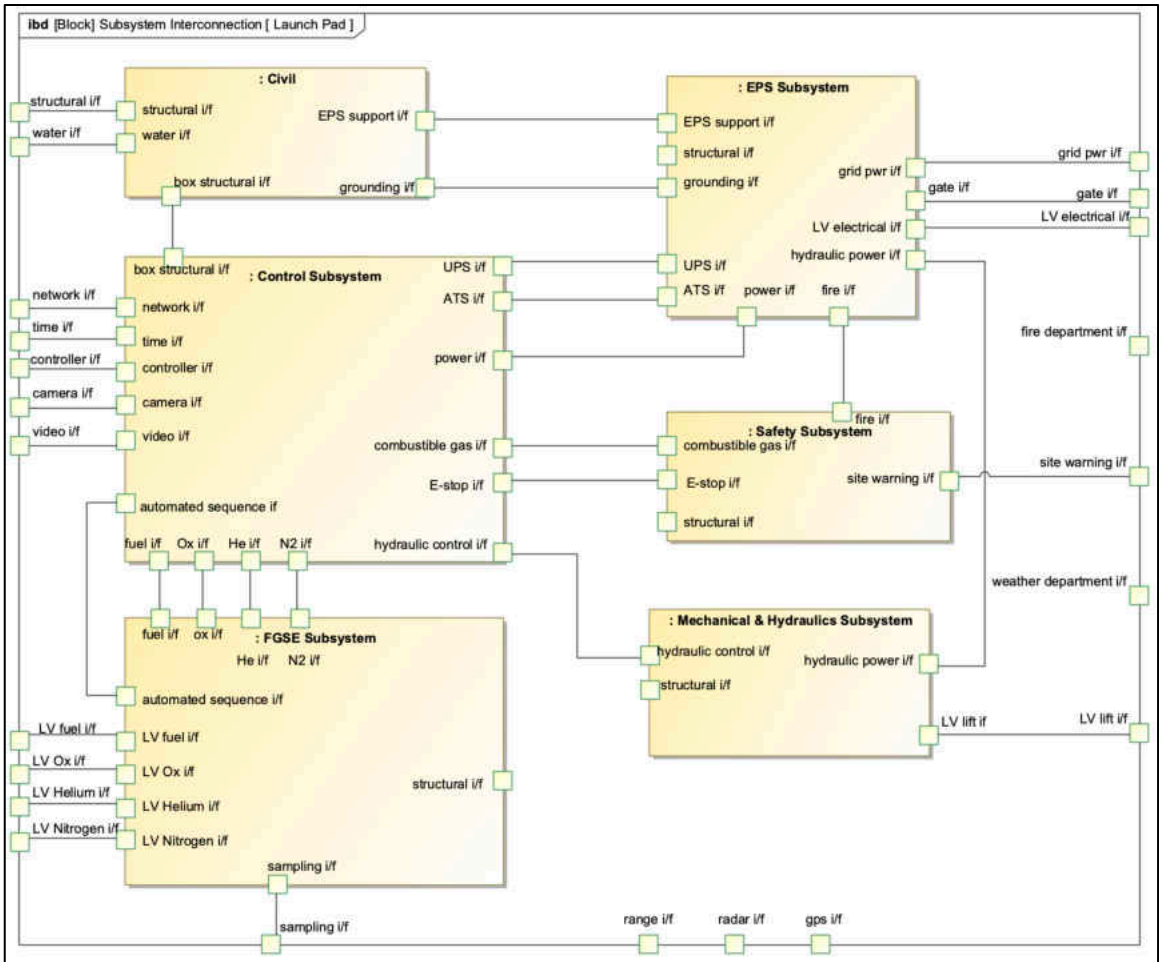 ibd [Block] Subsystem Interconnection [ Launch Pad ]
: Civil
structural i/f
structural i/f
water i/f
water i/f
EPS support i/f
box structural i/f
grounding i/f
: EPS Subsystem
EPS support i/f
structural i/f
grounding i/f
grid pwr i/f
grid pwr i/f
gate i/f
gate i/f
LV electrical i/f
LV electrical i/f
hydraulic power i/f
UPS i/f
ATS i/f
power i/f
fire i/f
box structural i/f
: Control Subsystem
UPS i/f
ATS i/f
network i/f
network i/f
time i/f
time i/f
controller i/f
controller i/f
camera i/f
camera i/f
video i/f
video i/f
power i/f
combustible gas i/f
E-stop i/f
automated sequence if
hydraulic control i/f
fuel i/f
Ox i/f
He i/f
N2 i/f
fire department i/f
fire i/f
: Safety Subsystem
combustible gas i/f
E-stop i/f
structural i/f
site warning i/f
site warning i/f
weather department i/f
: Mechanical & Hydraulics Subsystem
hydraulic control i/f
structural i/f
hydraulic power i/f
LV lift if
LV lift i/f
fuel i/f
ox i/f
: FGSE Subsystem
He i/f
N2 i/f
automated sequence i/f
LV fuel i/f
LV fuel i/f
LV Ox i/f
LV Ox i/f
LV Helium i/f
LV Helium i/f
LV Nitrogen i/f
LV Nitrogen i/f
structural i/f
sampling i/f
sampling i/f
range i/f
radar i/f
gps i/f